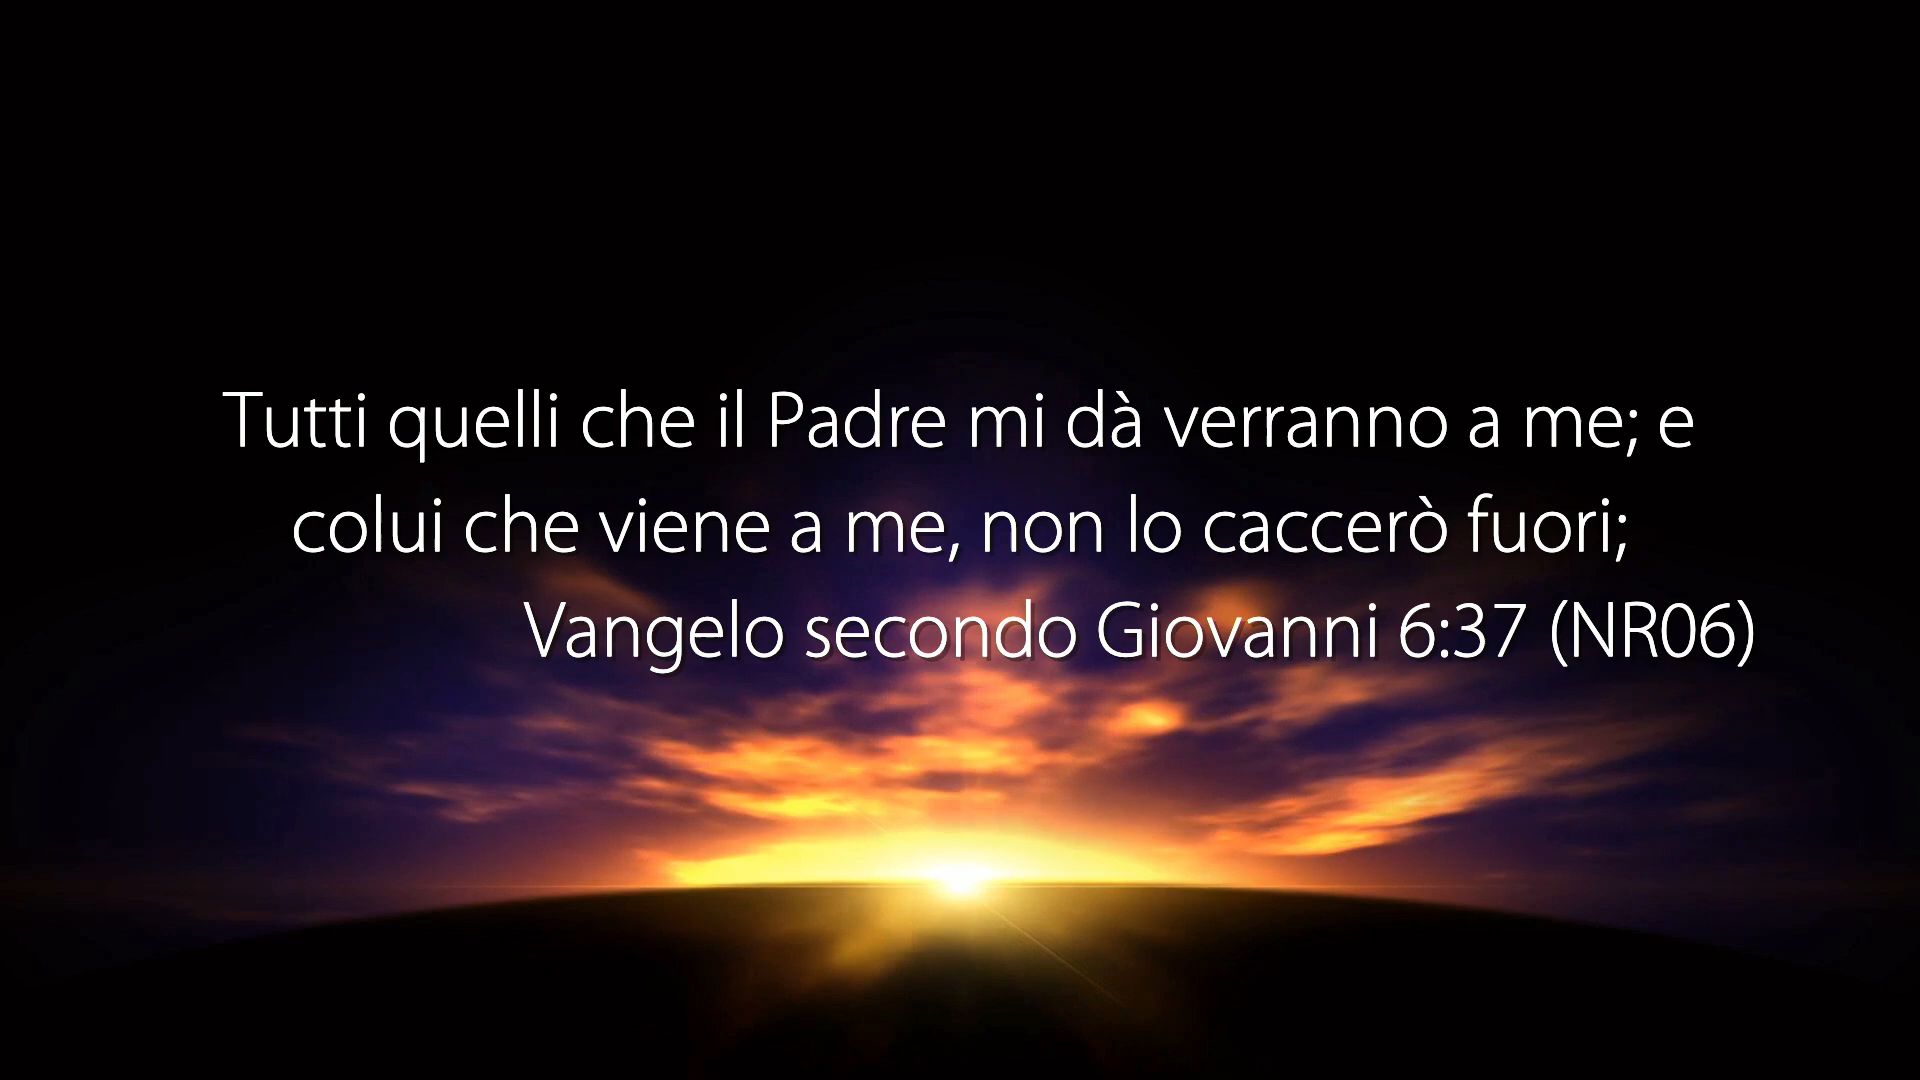 Tutti quelli che il Padre mi dà verranno a me; e
colui che viene a me, non lo caccerò fuori;
Vangelo secondo Giovanni 6:37 (NR06)